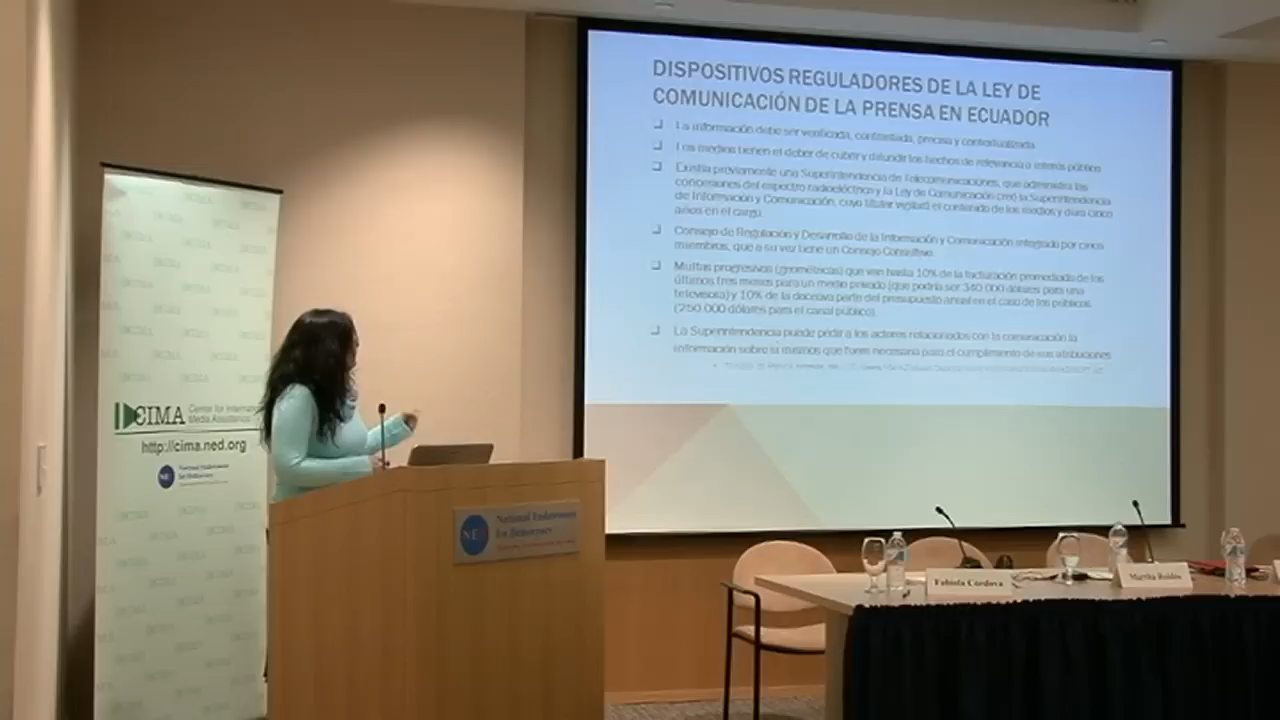 DISPOSITIVOS REGULADORES DE LA LEY DE
COMUNICACIÓN DE LA PRENSA EN ECUADOR
La información debe ser verificada, contrastada, precisa y contextualizada.
Los medios tienen el deber de cubrir y difundir los hechos de relevancia o interés público
Existía previamente una Superintendencia de Telecomunicaciones, que administra las
concesiones del espectro radioeléctrico y la Ley de Comunicación creó la Superintendencia
de Información y Comunicación, cuyo titular vigilará el contenido de los medios y dura cinco
años en el cargo.
Consejo de Regulación y Desarrollo de la Información y Comunicación integrado por cinco
miembros, que a su vez tiene un Consejo Consultivo.
Multas progresivas (geométricas) que van hasta 10% de la facturación promediada de los
últimos tres meses para un medio privado (que podría ser 340 000 dólares para una
televisora) y 10% de la doceava parte del presupuesto anual en el caso de los públicos
(250 000 dólares para el canal público).
La Superintendencia puede pedir a los actores relacionados con la comunicación la
información sobre si mismos que fuere necesaria para el cumplimiento de sus atribuciones
CIMA Center for Internation
Media Assistance
http://cima.ned.org
National Endowment
for Democracy
NED National Endowment
for Democracy
Fabiola Córdova
Martha Roldós